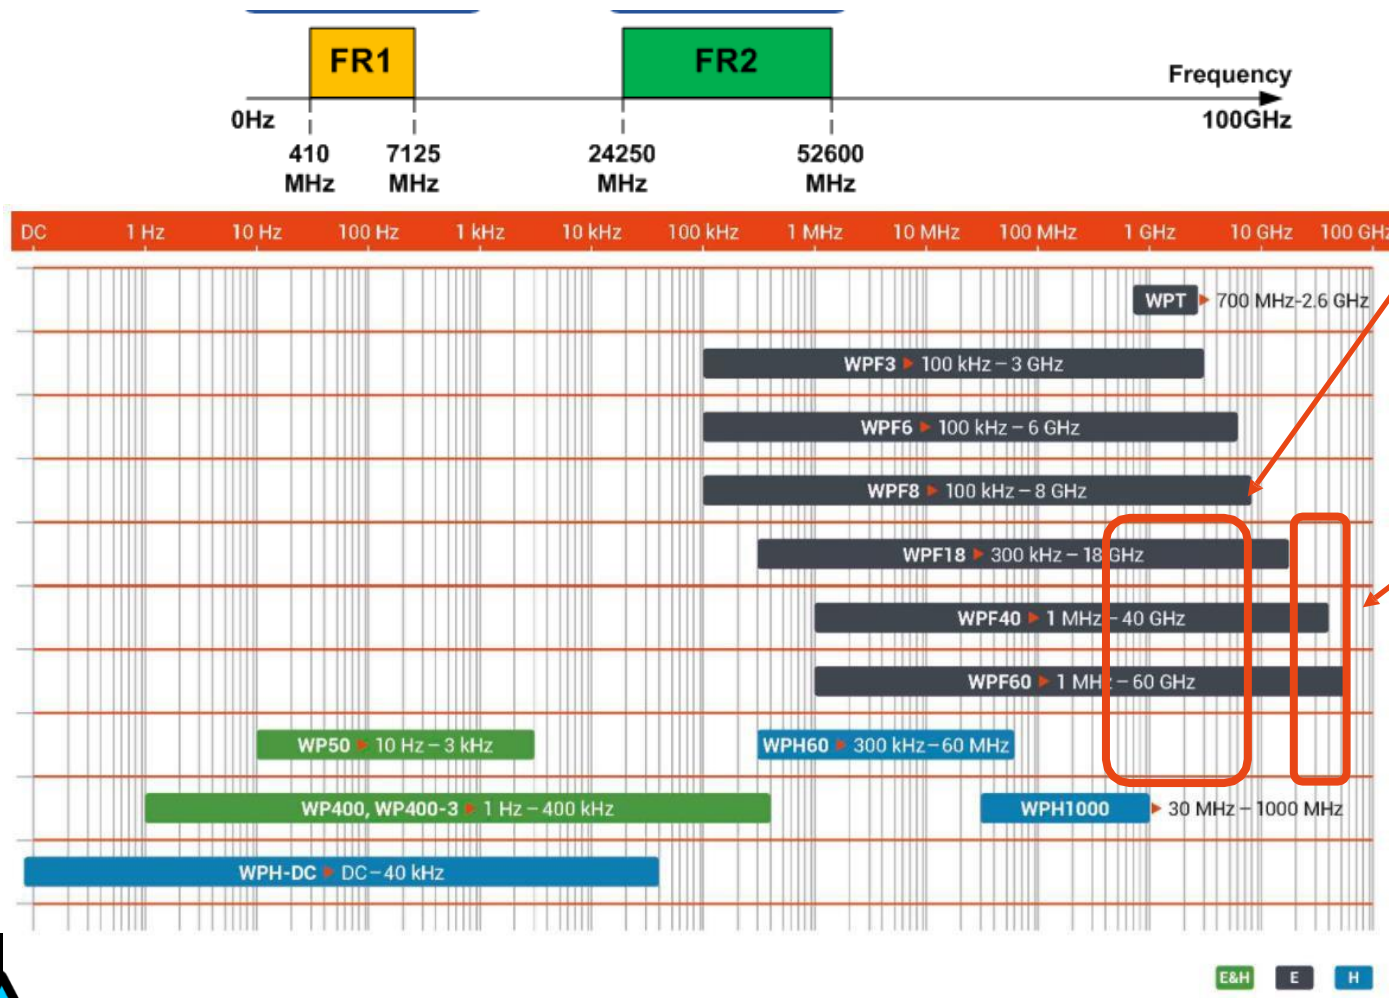 FR1
FR2
Frequency
0Hz
100GHz
410 MHz
7125 MHz
24250 MHz
52600 MHz
DC 1 Hz 10 Hz 100 Hz 1 kHz 10 kHz 100 kHz 1 MHz 10 MHz 100 MHz 1 GHz 10 GHz 100 GHz
WPT ▶ 700 MHz-2.6 GHz
WPF3 ▶ 100 kHz – 3 GHz
WPF6 ▶ 100 kHz – 6 GHz
WPF8 ▶ 100 kHz – 8 GHz
WPF18 ▶ 300 kHz – 18 GHz
WPF40 ▶ 1 MHz – 40 GHz
WPF60 ▶ 1 MHz – 60 GHz
WP50 ▶ 10 Hz – 3 kHz
WPH60 ▶ 300 kHz – 60 MHz
WP400, WP400-3 ▶ 1 Hz – 400 kHz
WPH1000 ▶ 30 MHz – 1000 MHz
WPH-DC ▶ DC – 40 kHz
E&H E H